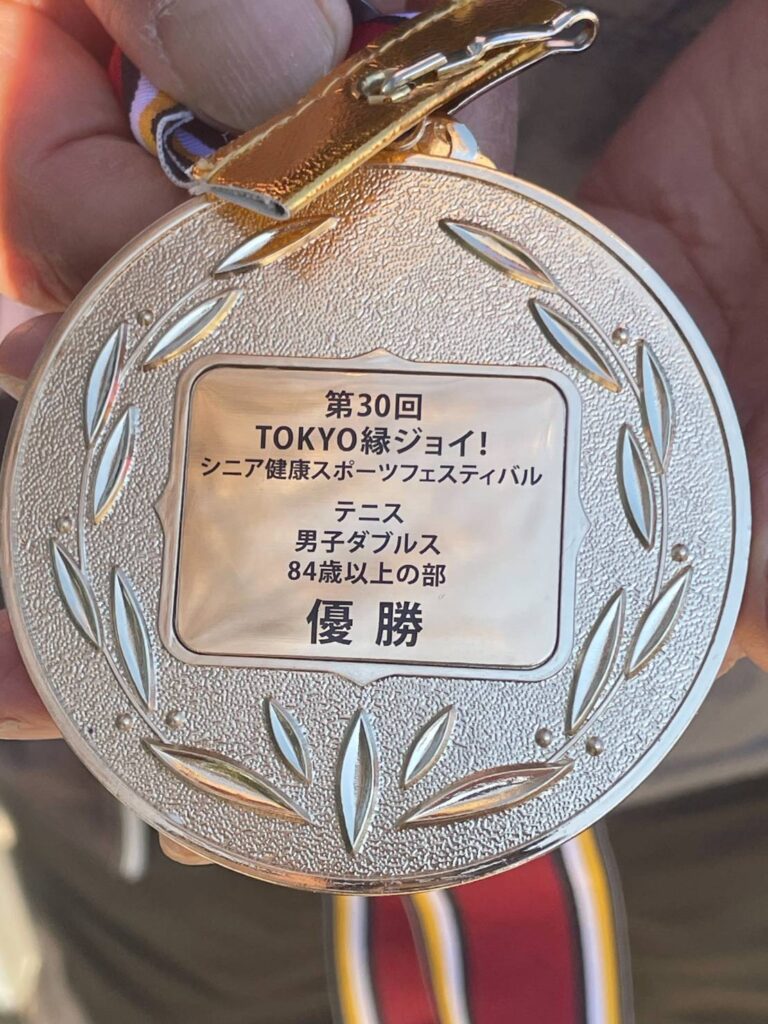 第30回
TOKYO縁ジョイ!
シニア健康スポーツフェスティバル
テニス
男子ダブルス
84歳以上の部
優勝